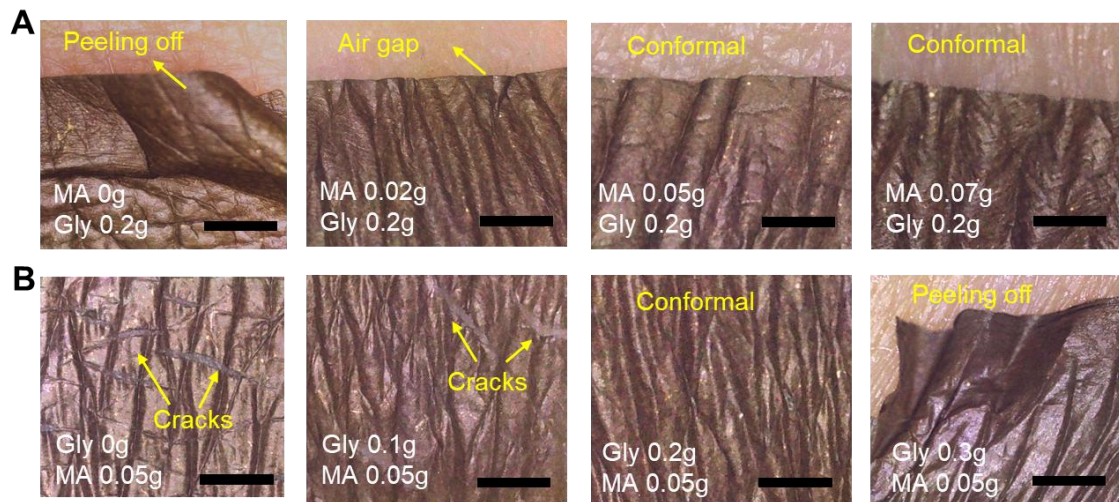 A
Peeling off
MA 0g
Gly 0.2g
Air gap
MA 0.02g
Gly 0.2g
Conformal
MA 0.05g
Gly 0.2g
Conformal
MA 0.07g
Gly 0.2g
B
Cracks
Gly 0g
MA 0.05g
Cracks
Gly 0.1g
MA 0.05g
Conformal
Gly 0.2g
MA 0.05g
Peeling off
Gly 0.3g
MA 0.05g